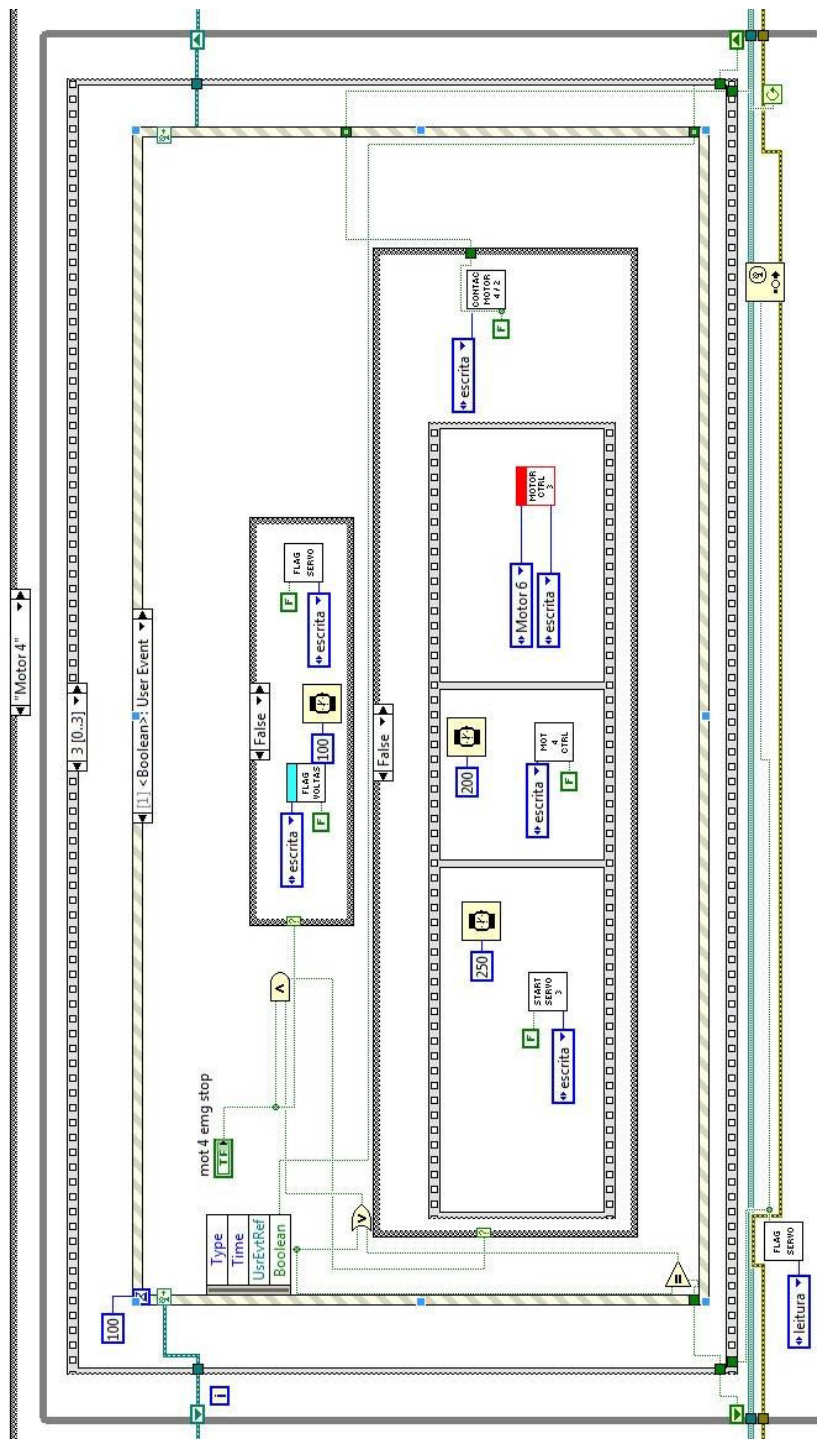 "Motor 4"
3 [0..3]
[1] <Boolean>: User Event
100
i
Type
Time
UsrEvtRef
Boolean
mot 4 emg stop
TF
False
escrita
FLAG
VOLTAS
F
100
F
FLAG
SERVO
escrita
False
250
F
START
SERVO
3
escrita
200
MOT
4
CTRL
escrita
F
Motor 6
escrita
MOTOR
CTRL
3
escrita
CONTAC
MOTOR
4/2
F
leitura
FLAG
SERVO